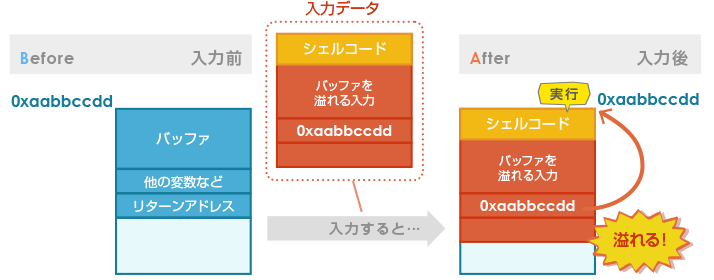 入力データ
Before 入力前
シェルコード
バッファを
溢れる入力
0xaabbccdd
After 入力後
0xaabbccdd
バッファ
他の変数など
リターンアドレス
入力すると…
実行
0xaabbccdd
シェルコード
バッファを
溢れる入力
0xaabbccdd
溢れる!